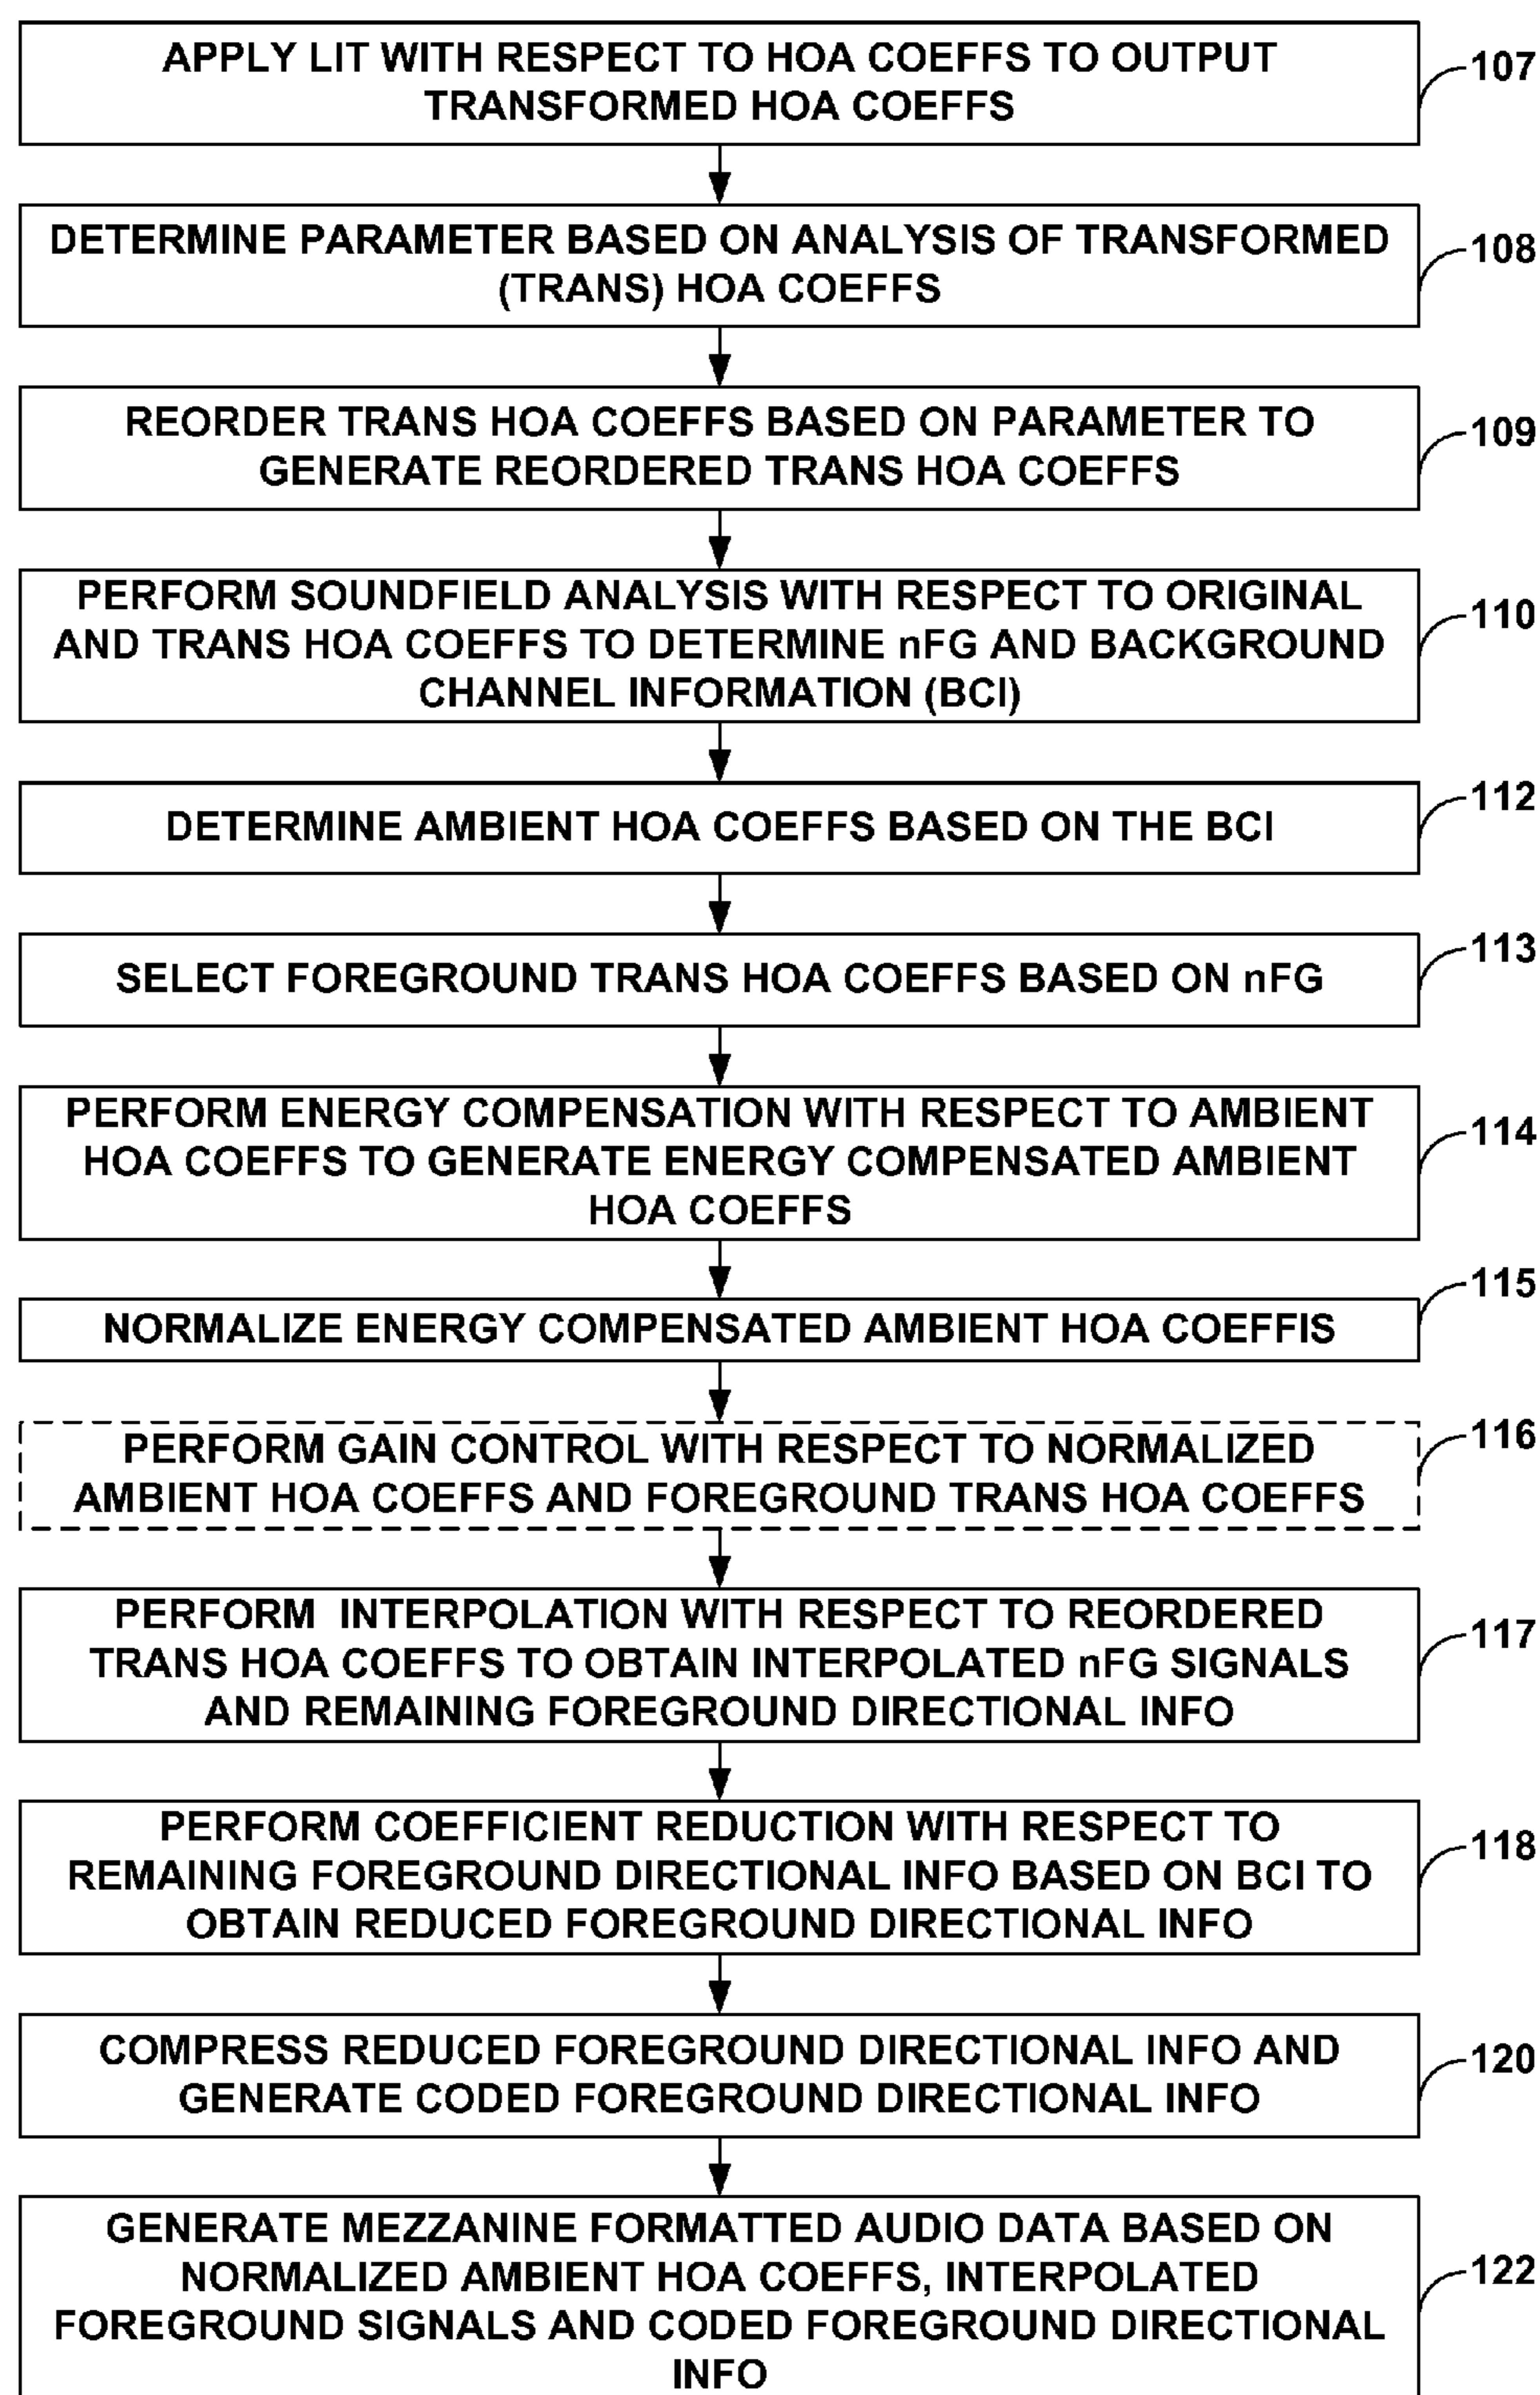 APPLY LIT WITH RESPECT TO HOA COEFFS TO OUTPUT
TRANSFORMED HOA COEFFS
107
DETERMINE PARAMETER BASED ON ANALYSIS OF TRANSFORMED
(TRANS) HOA COEFFS
108
REORDER TRANS HOA COEFFS BASED ON PARAMETER TO
GENERATE REORDERED TRANS HOA COEFFS
109
PERFORM SOUNDFIELD ANALYSIS WITH RESPECT TO ORIGINAL
AND TRANS HOA COEFFS TO DETERMINE nFG AND BACKGROUND
CHANNEL INFORMATION (BCI)
110
DETERMINE AMBIENT HOA COEFFS BASED ON THE BCI
112
SELECT FOREGROUND TRANS HOA COEFFS BASED ON nFG
113
PERFORM ENERGY COMPENSATION WITH RESPECT TO AMBIENT
HOA COEFFS TO GENERATE ENERGY COMPENSATED AMBIENT
HOA COEFFS
114
NORMALIZE ENERGY COMPENSATED AMBIENT HOA COEFFIS
115
PERFORM GAIN CONTROL WITH RESPECT TO NORMALIZED
AMBIENT HOA COEFFS AND FOREGROUND TRANS HOA COEFFS
116
PERFORM INTERPOLATION WITH RESPECT TO REORDERED
TRANS HOA COEFFS TO OBTAIN INTERPOLATED nFG SIGNALS
AND REMAINING FOREGROUND DIRECTIONAL INFO
117
PERFORM COEFFICIENT REDUCTION WITH RESPECT TO
REMAINING FOREGROUND DIRECTIONAL INFO BASED ON BCI TO
OBTAIN REDUCED FOREGROUND DIRECTIONAL INFO
118
COMPRESS REDUCED FOREGROUND DIRECTIONAL INFO AND
GENERATE CODED FOREGROUND DIRECTIONAL INFO
120
GENERATE MEZZANINE FORMATTED AUDIO DATA BASED ON
NORMALIZED AMBIENT HOA COEFFS, INTERPOLATED
FOREGROUND SIGNALS AND CODED FOREGROUND DIRECTIONAL
INFO
122